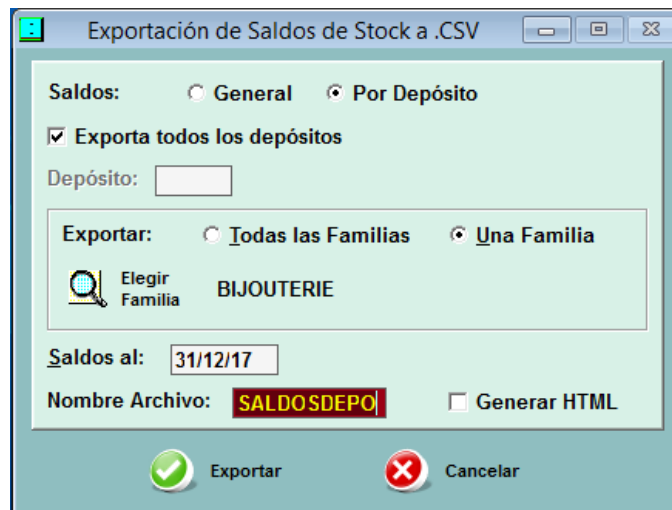 Exportación de Saldos de Stock a .CSV
Saldos: General Por Depósito
Exporta todos los depósitos
Depósito:
Exportar: Todas las Familias Una Familia
Elegir Familia BIJOUTERIE
Saldos al: 31/12/17
Nombre Archivo: SALDOSDEPO Generar HTML
Exportar Cancelar